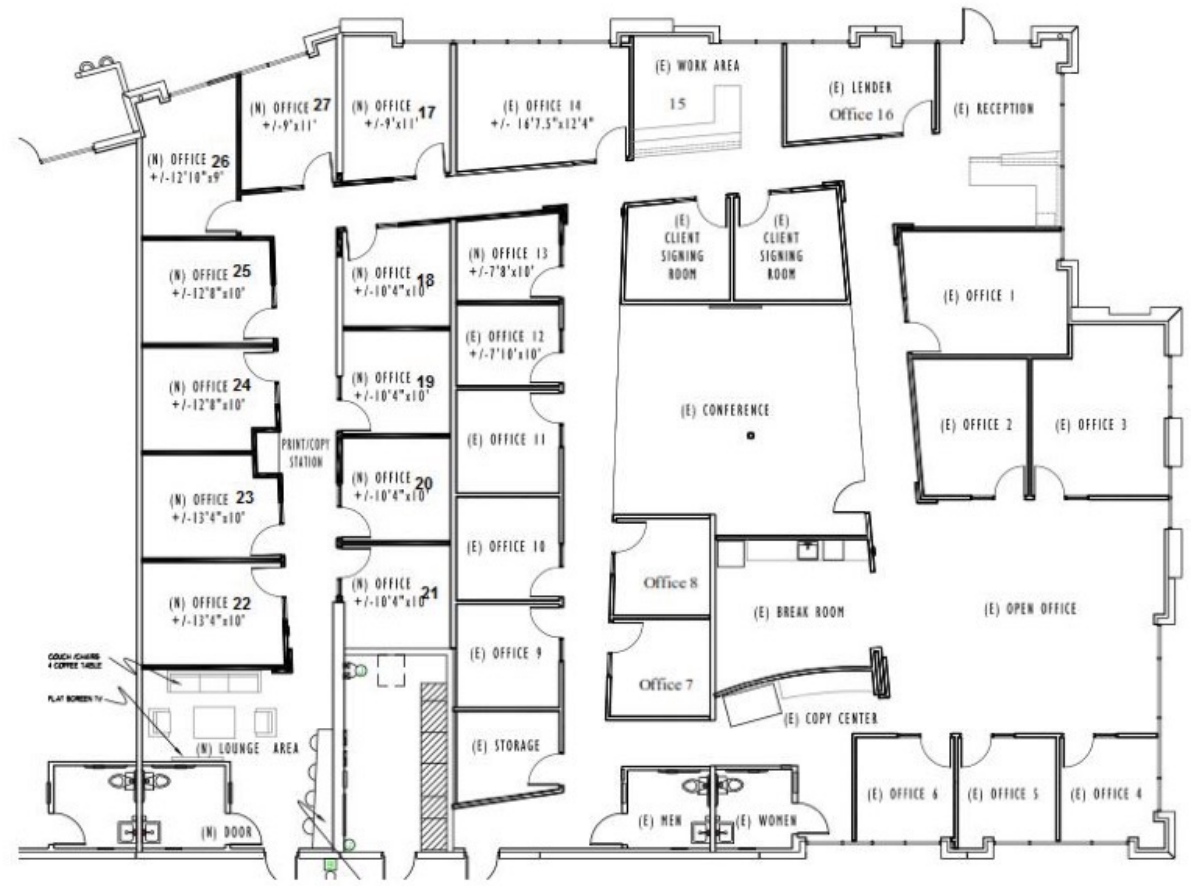 (E) WORK AREA
15
(E) LENDER
Office 16
(E) RECEPTION
(N) OFFICE 27
+/-9'x11'
(N) OFFICE 17
+/-9'x11'
(E) OFFICE 14
+/- 16'7.5"x12'4"
(N) OFFICE 26
+/-12'10"x9'
(E)
CLIENT
SIGNING
ROOM
(E)
CLIENT
SIGNING
ROOM
(N) OFFICE 25
+/-12'8"x10'
(N) OFFICE 18
+/-10'4"x10'
(N) OFFICE 13
+/-7'8"x10'
(E) OFFICE 1
(E) OFFICE 12
+/-7'10"x10'
(N) OFFICE 24
+/-12'8"x10'
(N) OFFICE 19
+/-10'4"x10'
(E) CONFERENCE
(E) OFFICE 2
(E) OFFICE 3
(E) OFFICE 11
PRINT/COPY
STATION
(N) OFFICE 23
+/-13'4"x10'
(N) OFFICE 20
+/-10'4"x10'
(E) OFFICE 10
Office 8
(E) BREAK ROOM
(E) OPEN OFFICE
(N) OFFICE 22
+/-13'4"x10'
(N) OFFICE 21
+/-10'4"x10'
(E) OFFICE 9
Office 7
COUCH /CHAIRS
4 COFFEE TABLE
FLAT SCREEN TV
(N) LOUNGE AREA
(E) STORAGE
(E) COPY CENTER
(E) OFFICE 6
(E) OFFICE 5
(E) OFFICE 4
(N) DOOR
(E) MEN
(E) WOMEN